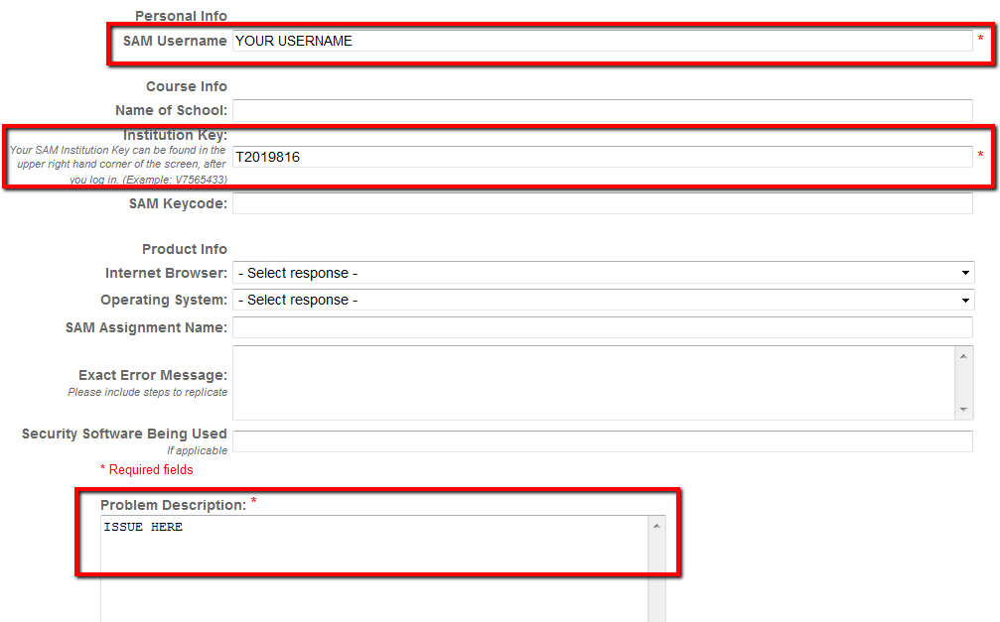 Personal Info
SAM Username YOUR USERNAME *
Course Info
Name of School:
Institution Key:
Your SAM Institution Key can be found in the
upper right hand corner of the screen, after
you log in. (Example: V7565433)
T2019816 *
SAM Keycode:
Product Info
Internet Browser: - Select response -
Operating System: - Select response -
SAM Assignment Name:
Exact Error Message:
Please include steps to replicate
Security Software Being Used
If applicable
* Required fields
Problem Description: *
ISSUE HERE